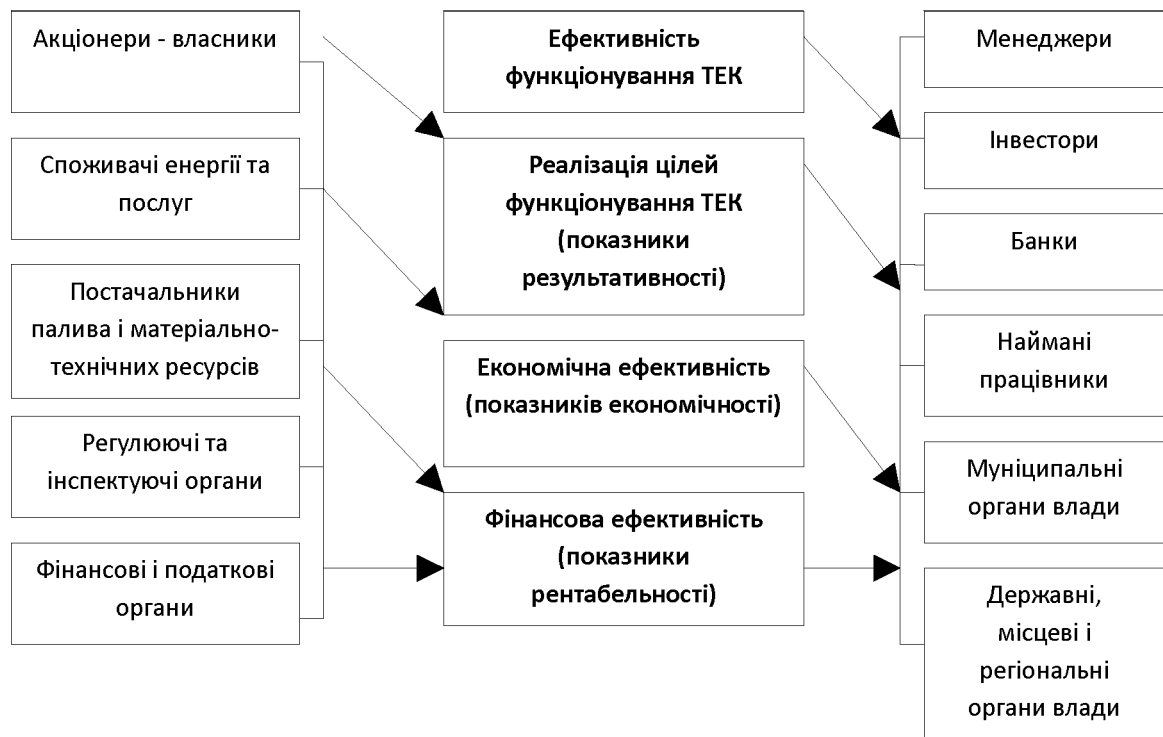 Акціонери - власники
Споживачі енергії та
послуг
Постачальники
палива і матеріально-
технічних ресурсів
Регулюючі та
інспектуючі органи
Фінансові і податкові
органи
Ефективність
функціонування ТЕК
Реалізація цілей
функціонування ТЕК
(показники
результативності)
Економічна ефективність
(показників економічності)
Фінансова ефективність
(показники
рентабельності)
Менеджери
Інвестори
Банки
Наймані
працівники
Муніципальні
органи влади
Державні,
місцеві і
регіональні
органи влади